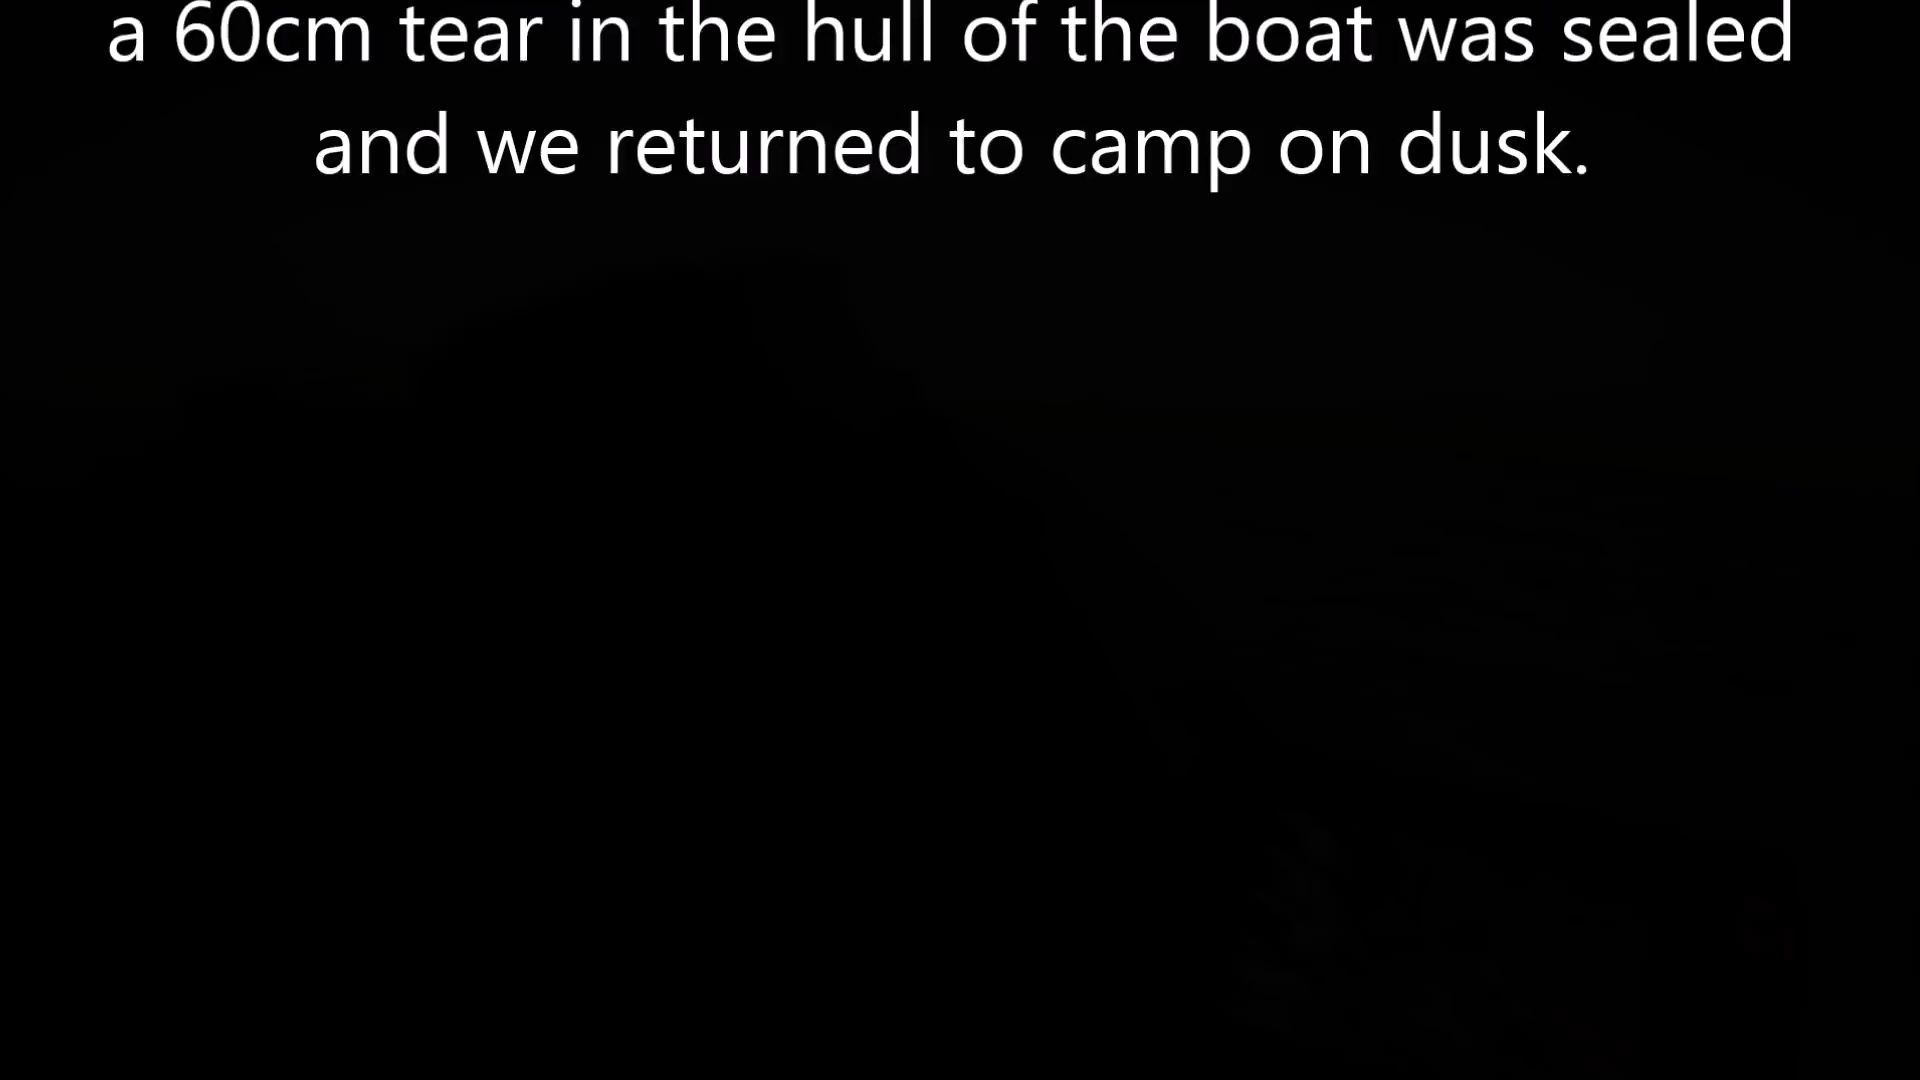 a 60cm tear in the hull of the boat was sealed
and we returned to camp on dusk.